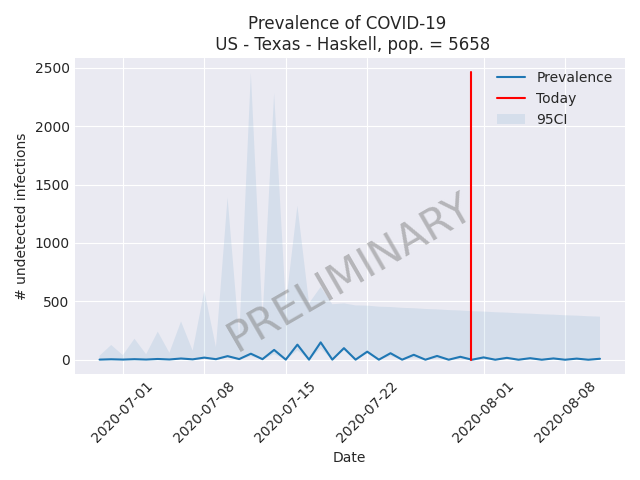 Prevalence of COVID-19
US - Texas - Haskell, pop. = 5658
2500
2000
1500
1000
500
0
# undetected infections
Prevalence
Today
95CI
PRELIMINARY
2020-07-01
2020-07-08
2020-07-15
2020-07-22
2020-08-01
2020-08-08
Date